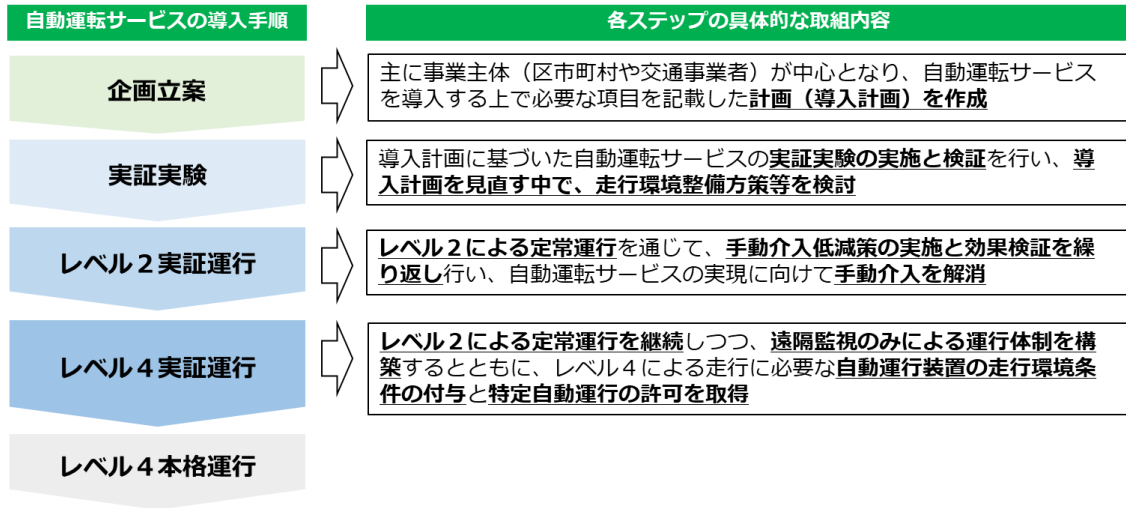 自動運転サービスの導入手順
各ステップの具体的な取組内容
企画立案
主に事業主体（区市町村や交通事業者）が中心となり、自動運転サービス
を導入する上で必要な項目を記載した計画（導入計画）を作成
実証実験
導入計画に基づいた自動運転サービスの実証実験の実施と検証を行い、導
入計画を見直す中で、走行環境整備方策等を検討
レベル２実証運行
レベル２による定常運行を通じて、手動介入低減策の実施と効果検証を繰
り返し行い、自動運転サービスの実現に向けて手動介入を解消
レベル４実証運行
レベル２による定常運行を継続しつつ、遠隔監視のみによる運行体制を構
築するとともに、レベル４による走行に必要な自動運行装置の走行環境条
件の付与と特定自動運行の許可を取得
レベル４本格運行